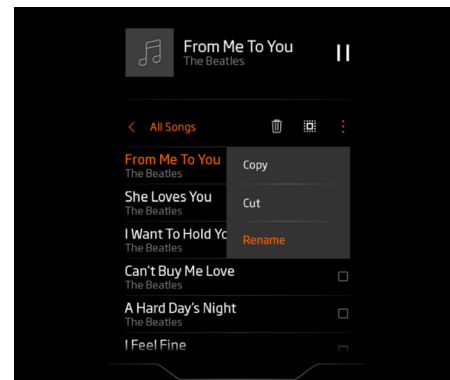 From Me To You
The Beatles
All Songs
From Me To You
The Beatles
Copy
She Loves You
The Beatles
Cut
I Want To Hold Yo
The Beatles
Rename
Can't Buy Me Love
The Beatles
A Hard Day's Night
The Beatles
I Feel Fine